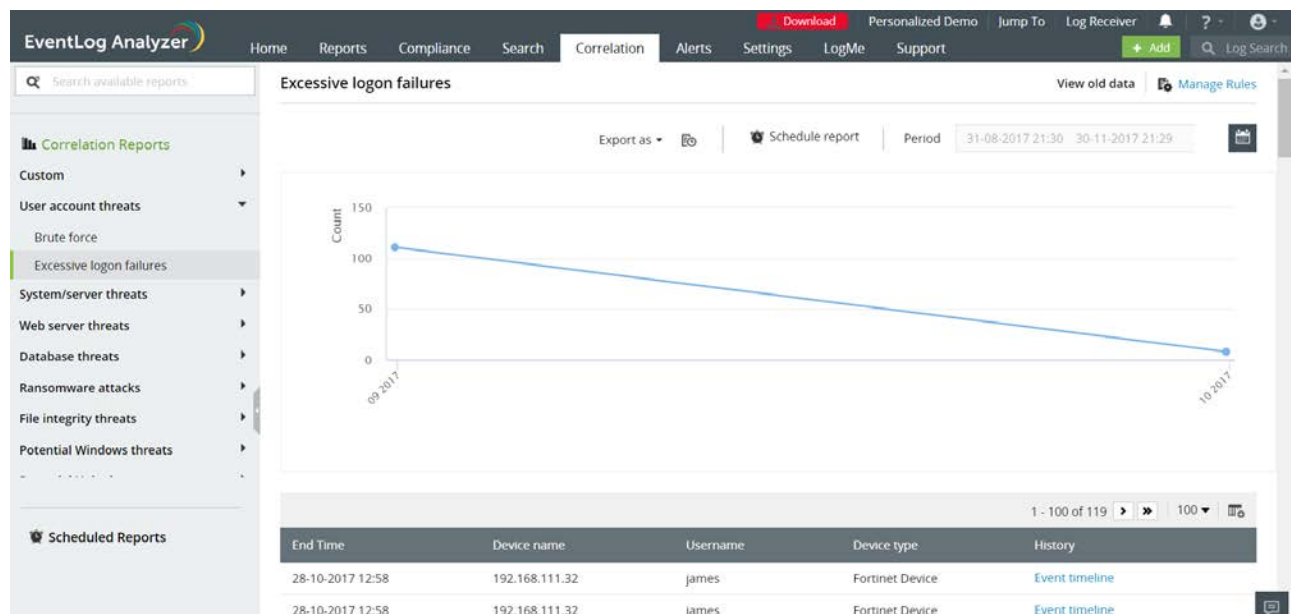 Download Personalized Demo Jump To Log Receiver ?
EventLog Analyzer
Home Reports Compliance Search Correlation Alerts Settings LogMe Support
+ Add Log Search
Search available reports
Excessive logon failures
View old data Manage Rules
Correlation Reports
Custom
User account threats
Brute force
Excessive logon failures
System/server threats
Web server threats
Database threats
Ransomware attacks
File integrity threats
Potential Windows threats
Scheduled Reports
Export as Schedule report Period 31-08-2017 21:30 30-11-2017 21:29
Count
150
100
50
0
09 2017
10 2017
1 - 100 of 119 100
End Time Device name Username Device type History
28-10-2017 12:58 192.168.111.32 james Fortinet Device Event timeline
28-10-2017 12:58 192.168.111.32 james Fortinet Device Event timeline